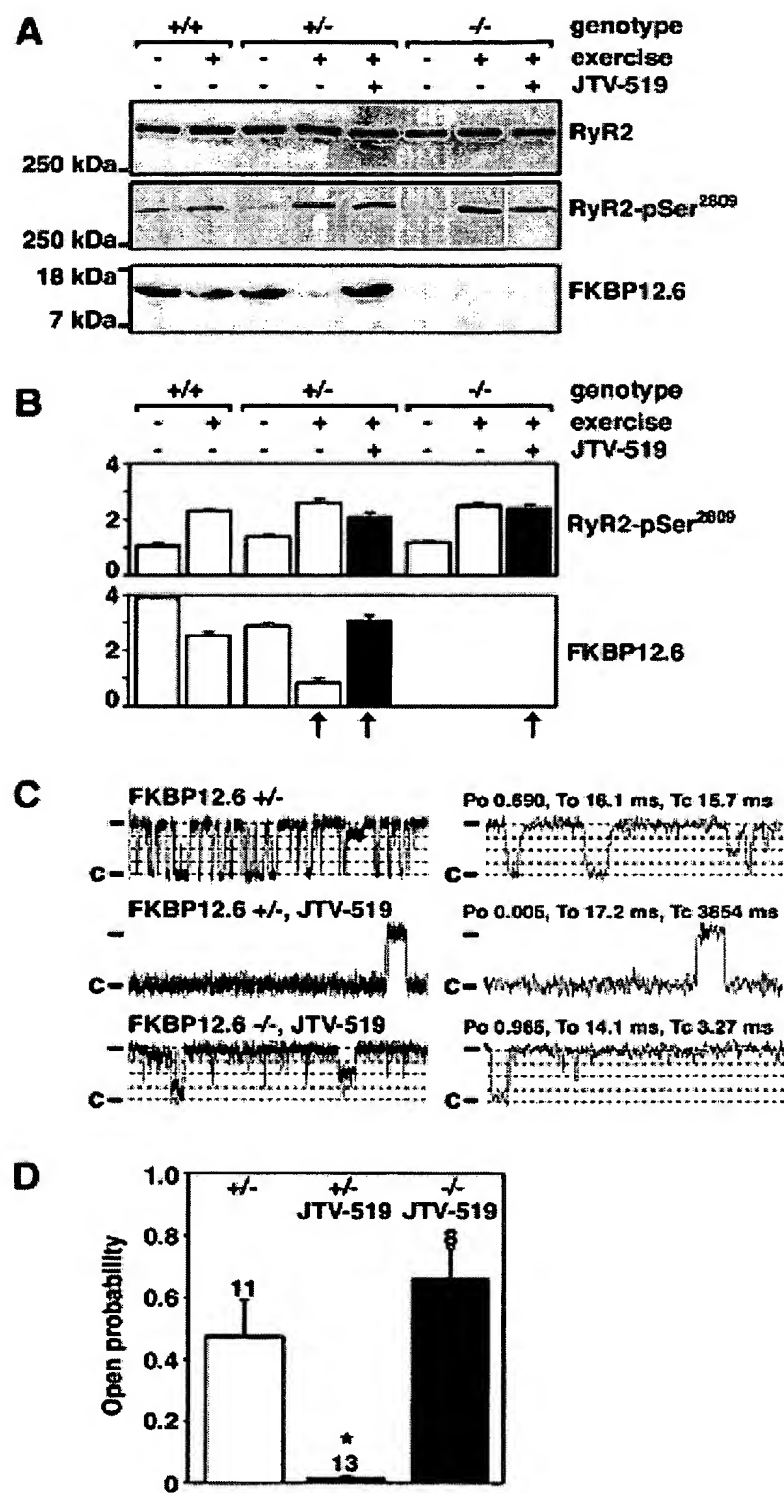 A
+/+ +/- -/- genotype
- + - + + - + + exercise
- - - - + - - + JTV-519
RyR2
250 kDa
RyR2-pSer2809
250 kDa
18 kDa
FKBP12.6
7 kDa
B
+/+ +/- -/- genotype
- + - + + - + + exercise
- - - - + - - + JTV-519
4
2
0
RyR2-pSer2809
4
2
0
FKBP12.6
C
FKBP12.6 +/- Po 0.690, To 16.1 ms, Tc 15.7 ms
c
FKBP12.6 +/-, JTV-519 Po 0.005, To 17.2 ms, Tc 3654 ms
c
FKBP12.6 -/-, JTV-519 Po 0.965, To 14.1 ms, Tc 3.27 ms
c
D
Open probability
1.0
0.8
0.6
0.4
0.2
0
+/- +/- -/-
JTV-519 JTV-519
11
*
13
8